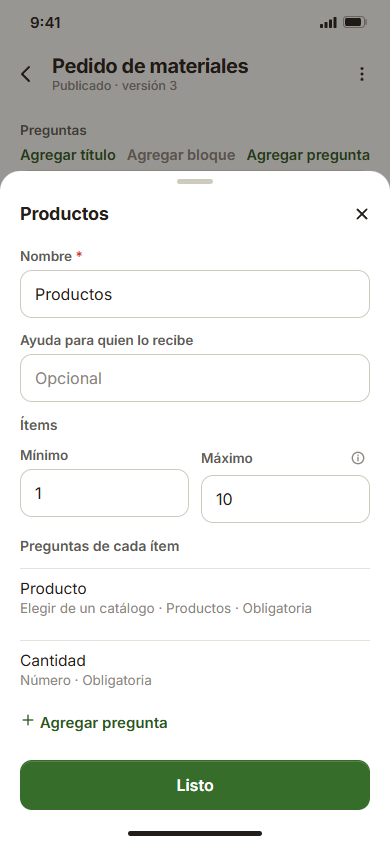 9:41
Pedido de materiales
Publicado · versión 3
Preguntas
Agregar título Agregar bloque Agregar pregunta
Productos
Nombre *
Productos
Ayuda para quien lo recibe
Opcional
Ítems
Mínimo Máximo
1 10
Preguntas de cada ítem
Producto
Elegir de un catálogo · Productos · Obligatoria
Cantidad
Número · Obligatoria
+ Agregar pregunta
Listo